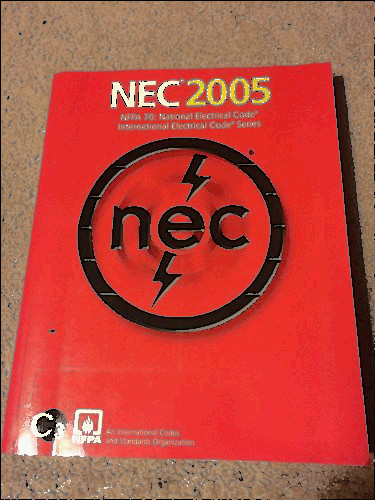 NEC® 2005
NFPA 70: National Electrical Code®
International Electrical Code® Series
nec
®
C
NFPA
An International Codes
and Standards Organization